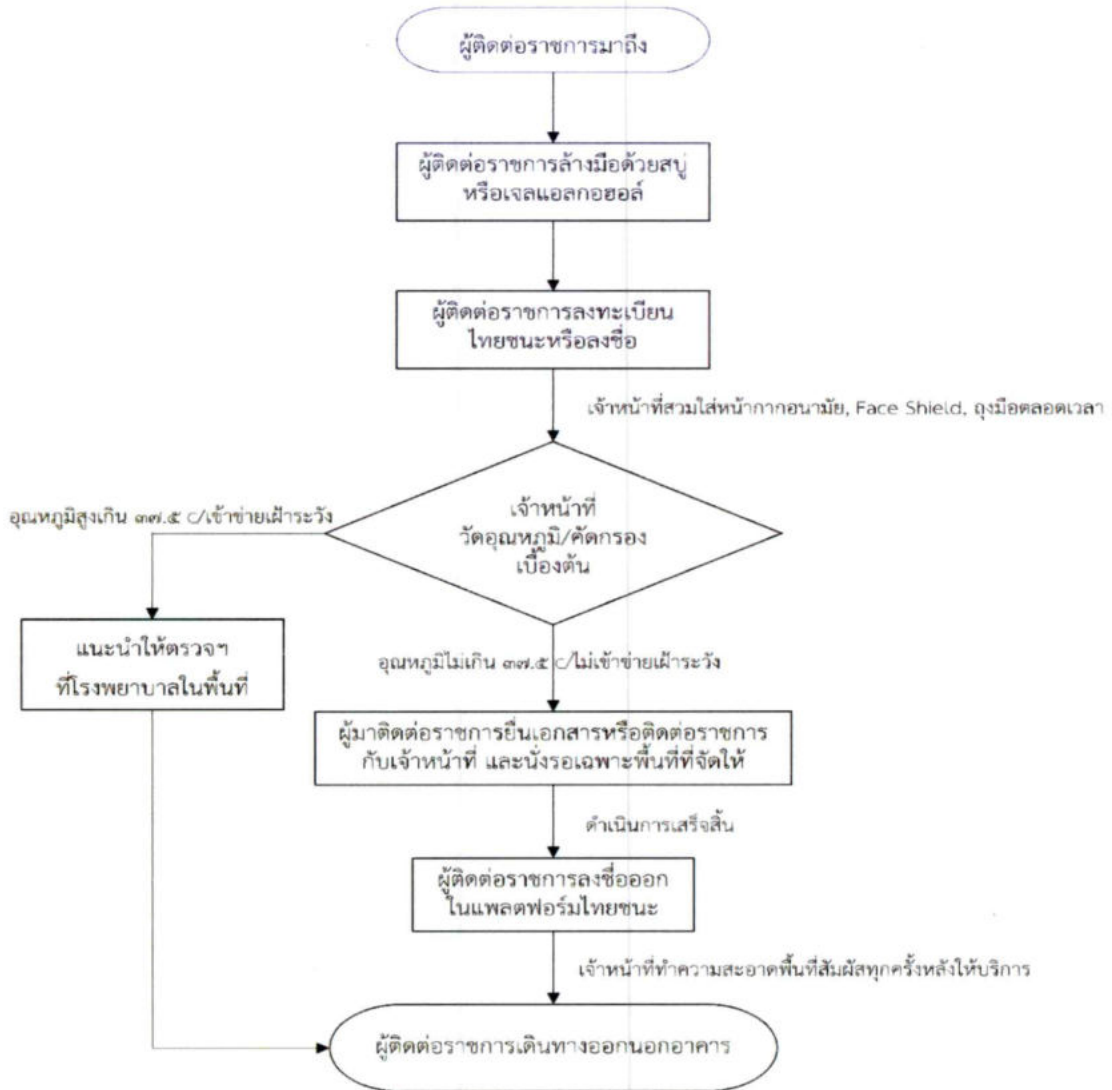 ผู้ติดต่อราชการมาถึง
ผู้ติดต่อราชการล้างมือด้วยสบู่
หรือเจลแอลกอฮอล์
ผู้ติดต่อราชการลงทะเบียน
ไทยชนะหรือลงชื่อ
เจ้าหน้าที่สวมใส่หน้ากากอนามัย, Face Shield, ถุงมือตลอดเวลา
เจ้าหน้าที่
วัดอุณหภูมิ/คัดกรอง
เบื้องต้น
อุณหภูมิสูงเกิน ๓๗.๕ C/เข้าข่ายเฝ้าระวัง
แนะนำให้ตรวจฯ
ที่โรงพยาบาลในพื้นที่
อุณหภูมิไม่เกิน ๓๗.๕ C/ไม่เข้าข่ายเฝ้าระวัง
ผู้มาติดต่อราชการยื่นเอกสารหรือติดต่อราชการ
กับเจ้าหน้าที่ และนั่งรอเฉพาะพื้นที่ที่จัดให้
ดำเนินการเสร็จสิ้น
ผู้ติดต่อราชการลงชื่อออก
ในแพลตฟอร์มไทยชนะ
เจ้าหน้าที่ทำความสะอาดพื้นที่สัมผัสทุกครั้งหลังให้บริการ
ผู้ติดต่อราชการเดินทางออกนอกอาคาร